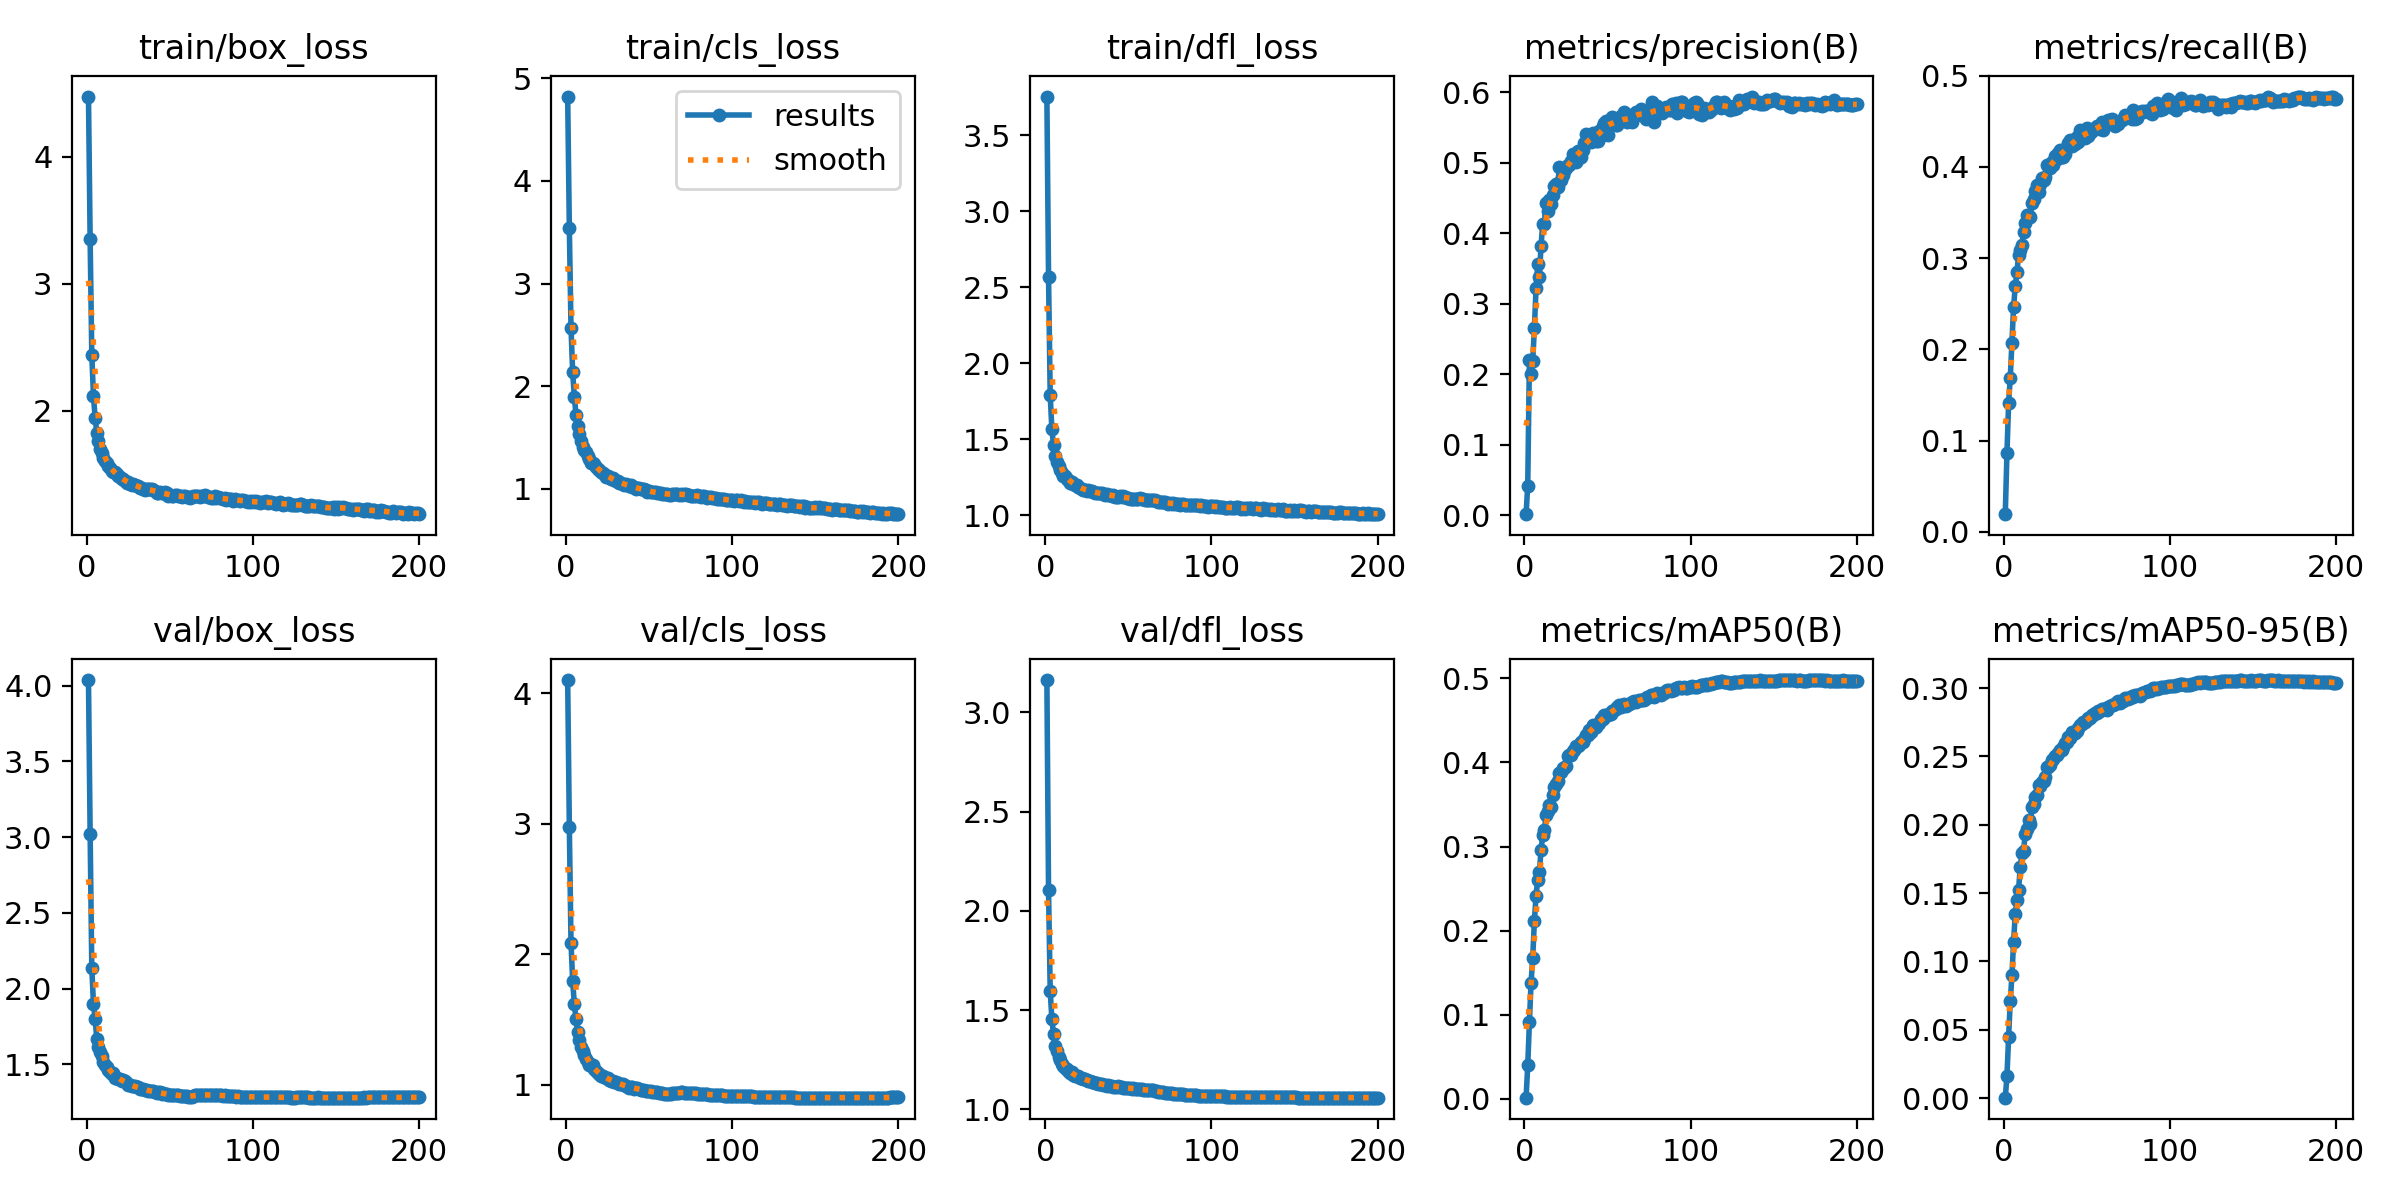 train/box_loss
4
3
2
0 100 200
train/cls_loss
results
smooth
5
4
3
2
1
0 100 200
train/dfl_loss
3.5
3.0
2.5
2.0
1.5
1.0
0 100 200
metrics/precision(B)
0.6
0.5
0.4
0.3
0.2
0.1
0.0
0 100 200
metrics/recall(B)
0.5
0.4
0.3
0.2
0.1
0.0
0 100 200
val/box_loss
4.0
3.5
3.0
2.5
2.0
1.5
0 100 200
val/cls_loss
4
3
2
1
0 100 200
val/dfl_loss
3.0
2.5
2.0
1.5
1.0
0 100 200
metrics/mAP50(B)
0.5
0.4
0.3
0.2
0.1
0.0
0 100 200
metrics/mAP50-95(B)
0.30
0.25
0.20
0.15
0.10
0.05
0.00
0 100 200